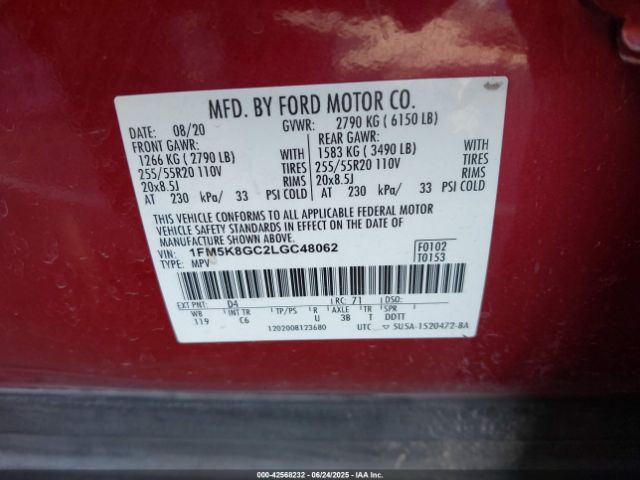 MFD. BY FORD MOTOR CO.
DATE: 08/20 GVWR: 2790 KG ( 6150 LB)
FRONT GAWR: REAR GAWR:
1266 KG ( 2790 LB) WITH 1583 KG ( 3490 LB) WITH
255/55R20 110V TIRES 255/55R20 110V TIRES
20x8.5J RIMS 20x8.5J RIMS
AT 230 kPa/ 33 PSI COLD AT 230 kPa/ 33 PSI COLD
THIS VEHICLE CONFORMS TO ALL APPLICABLE FEDERAL MOTOR
VEHICLE SAFETY STANDARDS IN EFFECT ON THE DATE OF
MANUFACTURE SHOWN ABOVE.
VIN: 1FM5K8GC2LGC48062 F0102
TYPE: MPV T0153
EXT PNT: D4 RC: 71 DSO:
WB INT TR TP/PS R AXLE TR SPR
119 C6 U 3B T DDTT
1202008123680 UTC ▽ SU5A-1520472-BA
000-42568232 - 06/24/2025 - IAAI.COM